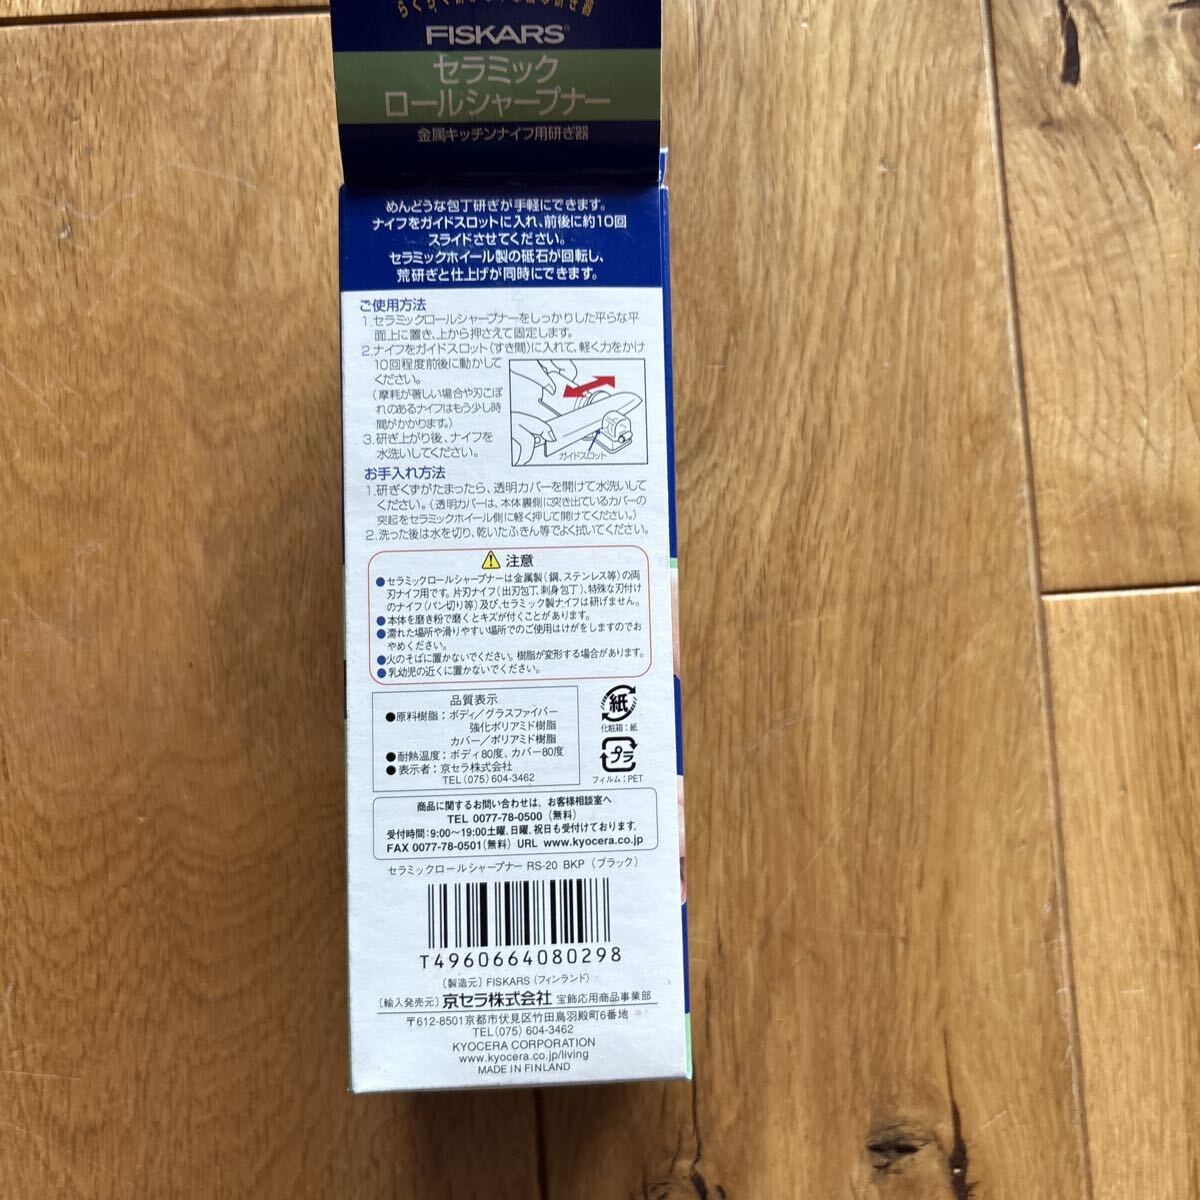 FISKARS®
セラミック
ロールシャープナー
金属キッチンナイフ用研ぎ器
めんどうな包丁研ぎが手軽にできます。
ナイフをガイドスロットに入れ、前後に約10回
スライドさせてください。
セラミックホイール製の砥石が回転し、
荒研ぎと仕上げが同時にできます。
ご使用方法
1.セラミックロールシャープナーをしっかりした平らな平
面上に置き、上から押さえて固定します。
2.ナイフをガイドスロット(すき間)に入れて、軽く力をかけ
10回程度前後に動かして
ください。
(摩耗が著しい場合や刃こぼ
れのあるナイフはもう少し時
間がかかります。)
3.研ぎ上がり後、ナイフを
水洗いしてください。
ガイドスロット
お手入れ方法
1.研ぎくずがたまったら、透明カバーを開けて水洗いして
ください。(透明カバーは、本体裏側に突き出ているカバーの
突起をセラミックホイール側に軽く押して開けてください。)
2.洗った後は水を切り、乾いたふきん等でよく拭いてください。
注意
●セラミックロールシャープナーは金属製(鋼、ステンレス等)の両
刃ナイフ用です。片刃ナイフ(出刃包丁、刺身包丁)、特殊な刃付け
のナイフ(パン切り等)及び、セラミック製ナイフは研げません。
●本体を磨き粉で磨くとキズが付くことがあります。
●濡れた場所や滑りやすい場所でのご使用はけがをしますのでお
やめください。
●火のそばに置かないでください。樹脂が変形する場合があります。
●乳幼児の近くに置かないでください。
品質表示
●原料樹脂：ボディ／グラスファイバー
強化ポリアミド樹脂
カバー／ポリアミド樹脂
●耐熱温度：ボディ80度、カバー80度
●表示者：京セラ株式会社
TEL(075)604-3462
紙
化粧箱：紙
プラ
フィルム：PET
商品に関するお問い合わせは、お客様相談室へ
TEL 0077-78-0500(無料)
受付時間：9:00〜19:00土曜、日曜、祝日も受付けております。
FAX 0077-78-0501(無料) URL www.kyocera.co.jp
セラミックロールシャープナー RS-20 BKP (ブラック)
T4960664080298
〔製造元〕FISKARS (フィンランド)
〔輸入発売元〕京セラ株式会社 宝飾応用商品事業部
〒612-8501京都市伏見区竹田鳥羽殿町6番地
TEL(075)604-3462
KYOCERA CORPORATION
www.kyocera.co.jp/living
MADE IN FINLAND